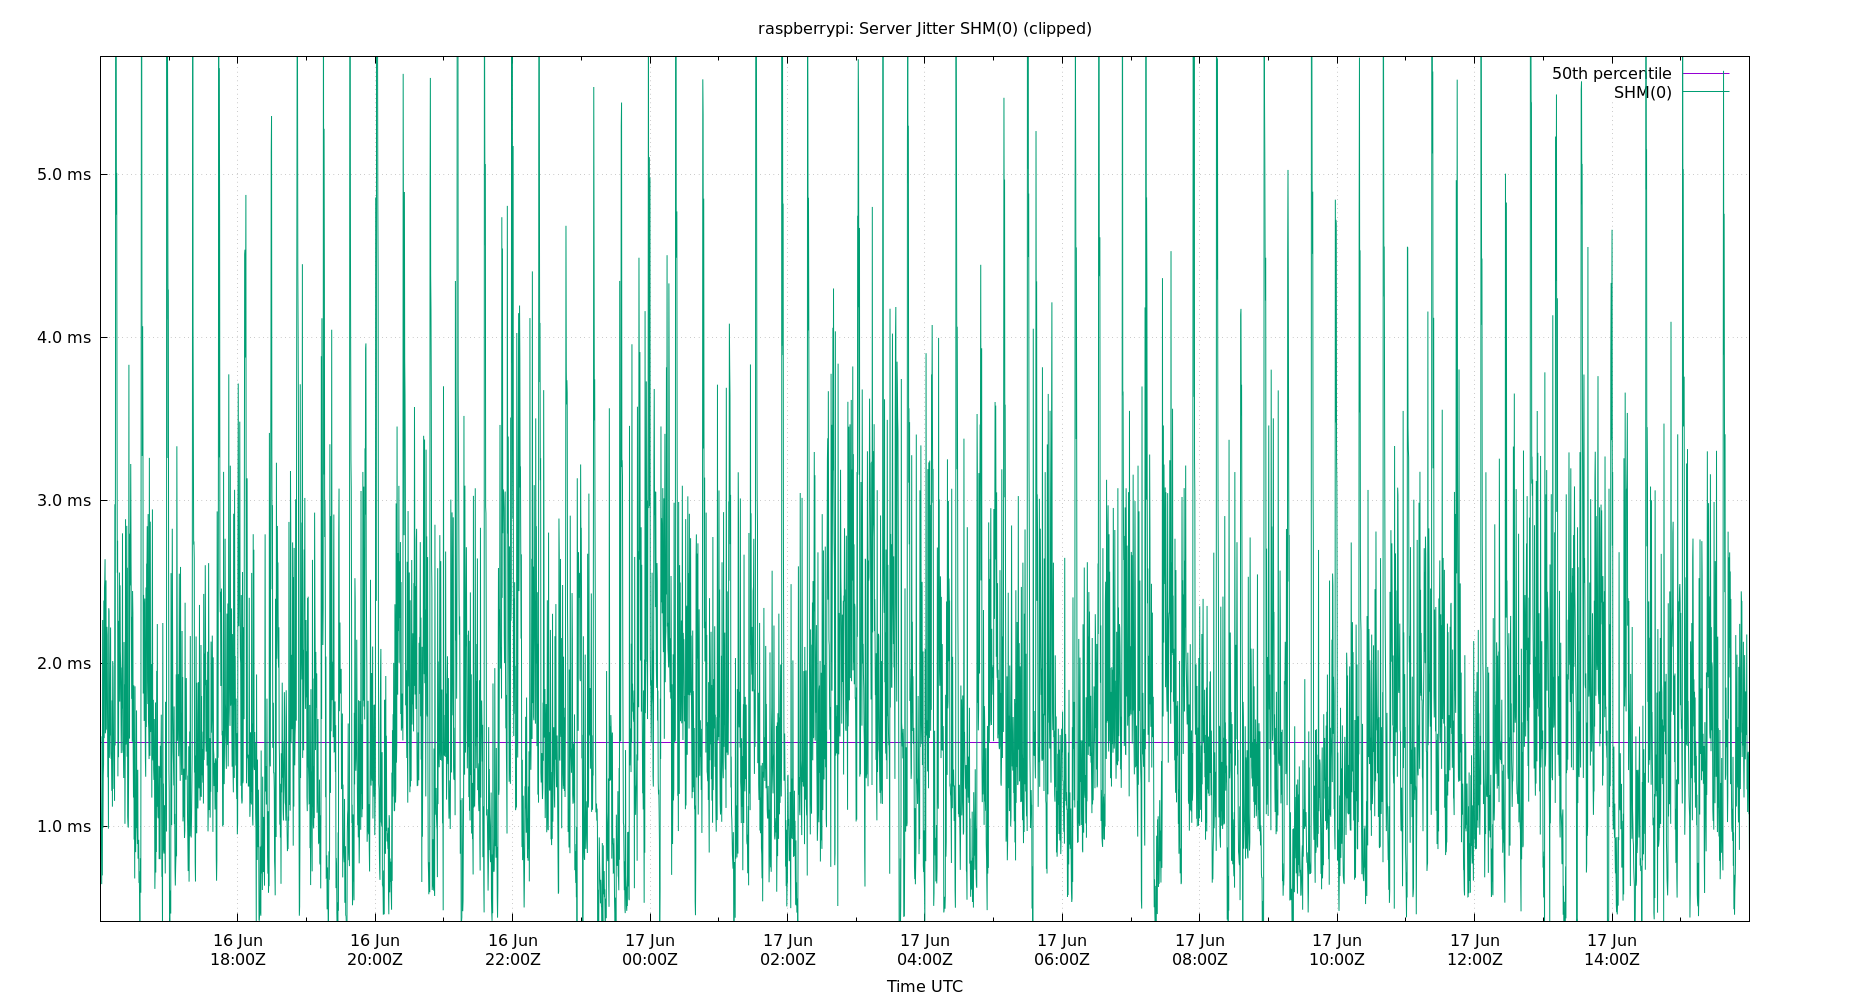 raspberrypi: Server Jitter SHM(0) (clipped)
50th percentile
SHM(0)
5.0 ms
4.0 ms
3.0 ms
2.0 ms
1.0 ms
16 Jun 16 Jun 16 Jun 17 Jun 17 Jun 17 Jun 17 Jun 17 Jun 17 Jun 17 Jun 17 Jun
18:00Z 20:00Z 22:00Z 00:00Z 02:00Z 04:00Z 06:00Z 08:00Z 10:00Z 12:00Z 14:00Z
Time UTC